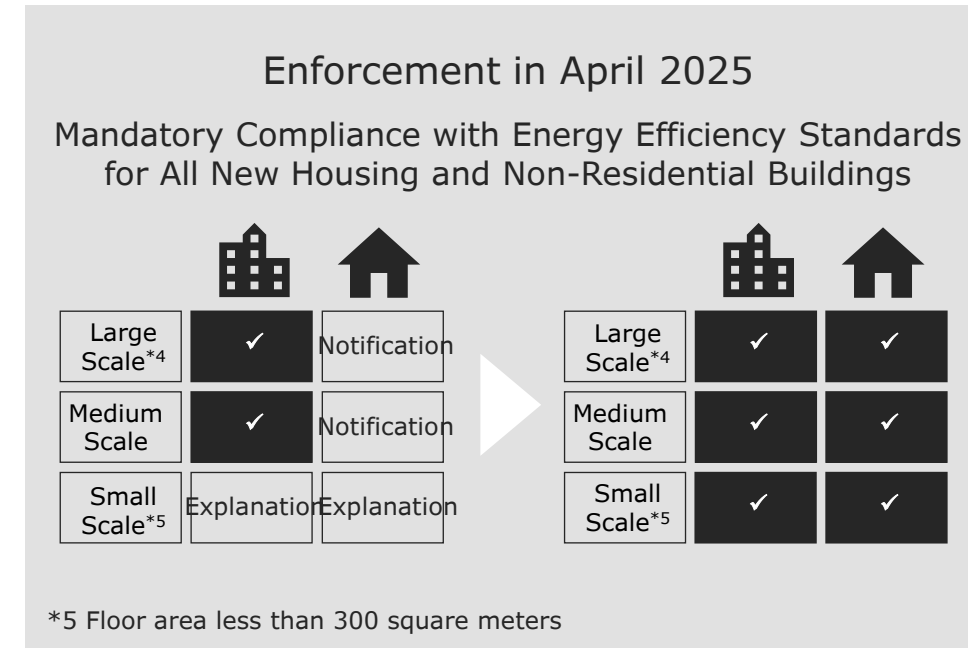 Enforcement in April 2025
Mandatory Compliance with Energy Efficiency Standards
for All New Housing and Non-Residential Buildings
Large
Scale*4
✓
Notification
Medium
Scale
✓
Notification
Small
Scale*5
Explanation
Explanation
Large
Scale*4
✓
✓
Medium
Scale
✓
✓
Small
Scale*5
✓
✓
*5 Floor area less than 300 square meters